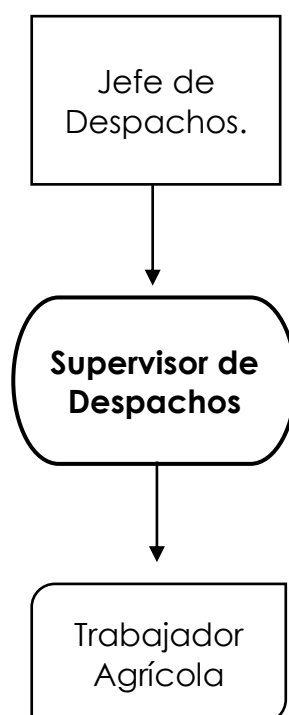 Jefe de
Despachos.
Supervisor de
Despachos
Trabajador
Agrícola